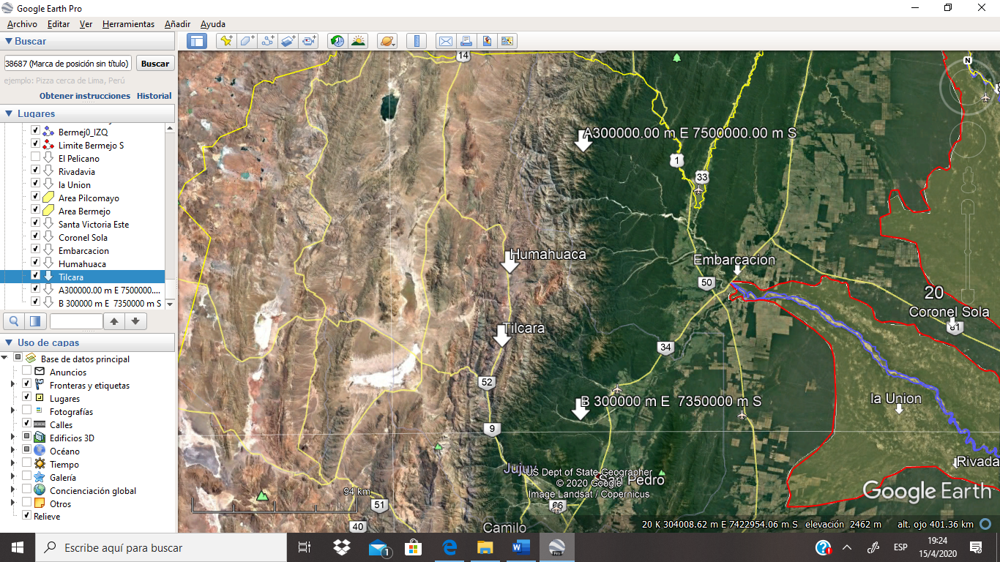 Google Earth Pro
Archivo Editar Ver Herramientas Añadir Ayuda
Buscar
38687 (Marca de posición sin título) Buscar
ejemplo: Pizza cerca de Lima, Perú
Obtener instrucciones Historial
Lugares
Bermej0_IZQ
Limite Bermejo S
El Pelicano
Rivadavia
la Union
Area Pilcomayo
Area Bermejo
Santa Victoria Este
Coronel Sola
Embarcacion
Humahuaca
Tilcara
A300000.00 m E 7500000....
B 300000 m E 7350000 m S
Uso de capas
Base de datos principal
Anuncios
Fronteras y etiquetas
Lugares
Fotografías
Calles
Edificios 3D
Océano
Tiempo
Galería
Concienciación global
Otros
Relieve
14
N
A300000.00 m E 7500000.00 m S
1
33
Humahuaca
Embarcacion
50
20
Coronel Sola
81
Tilcara
34
52
B 300000 m E 7350000 m S
la Union
9
Rivada
Jujuy
US Dept of State Geographer
© 2020 Google
San Pedro
Image Landsat / Copernicus
Google Earth
94 km
51
66
40
Camilo
20 K 304008.62 m E 7422954.06 m S elevación 2462 m alt. ojo 401.36 km
Escribe aquí para buscar
1
W
Pro
?
ESP
19:24
15/4/2020